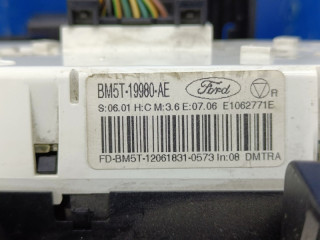 BM5T-19980-AE Ford R
S:06.01 H:C M:3.6 E:07.06 E1062771E
FD-BM5T-12061831-0573 In:08 DMTRA